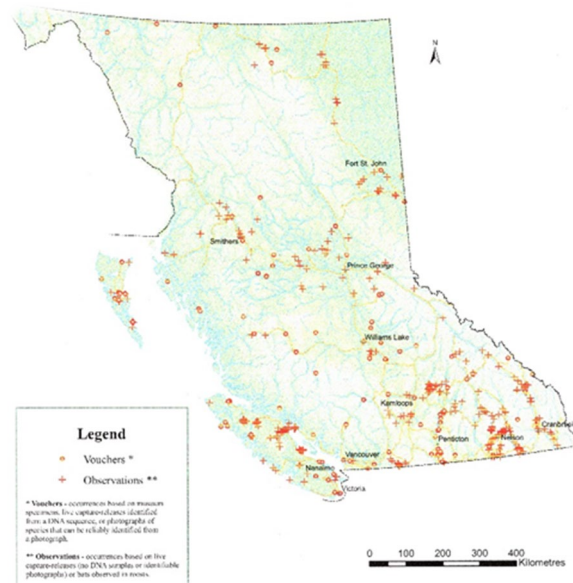 N
Fort St. John
Smithers
Prince George
Williams Lake
Kamloops
Cranbrook
Penticton
Nelson
Vancouver
Nanaimo
Victoria
Legend
Vouchers *
Observations **
* Vouchers - occurrences based on museum
specimens, live capture-releases identified
from a DNA sequence, or photographs of
species that can be reliably identified from
a photograph.
** Observations - occurrences based on live
capture-releases (no DNA samples or identifiable
photographs) or bats observed in roosts.
0 50 100 200 300 400
Kilometres